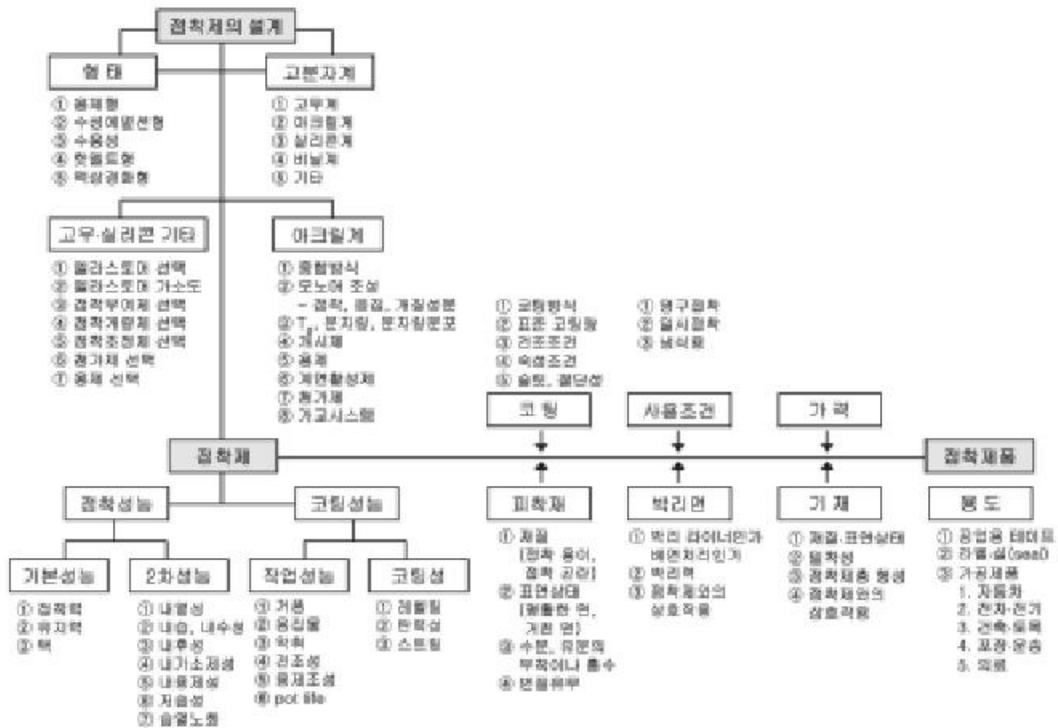 점착제의 설계
형 태
① 용제형
② 수성에멀션형
③ 수용성
④ 핫멜트형
⑤ 액상경화형
고분자계
① 고무계
② 아크릴계
③ 실리콘계
④ 비닐계
⑤ 기타
고무·실리콘 기타
① 엘라스토머 선택
② 엘라스토머 가소도
③ 점착부여제 선택
④ 점착개량제 선택
⑤ 점착조정제 선택
⑥ 첨가제 선택
⑦ 용제 선택
아크릴계
① 중합방식
② 모노머 조성
- 점착, 응집, 개질성분
③ Tg, 분자량, 분자량분포
④ 개시제
⑤ 용제
⑥ 계면활성제
⑦ 첨가제
⑧ 가교시스템
① 코팅방식
② 표준 코팅량
③ 건조조건
④ 숙성조건
⑤ 슬릿, 절단성
① 영구점착
② 일시점착
③ 냉식품
코 팅
사용조건
가 격
점착제
점착제품
점착성능
코팅성능
피착재
박리면
기 재
용 도
기본성능
① 점착력
② 유지력
③ 택
2차성능
① 내열성
② 내습, 내수성
③ 내후성
④ 내가소제성
⑤ 내용제성
⑥ 저습성
⑦ 습열노화
작업성능
① 거품
② 응집물
③ 악취
④ 건조성
⑤ 용제조성
⑥ pot life
코팅성
① 레벨링
② 반력성
③ 스트링
① 재질
(점착 용이,
점착 곤란)
② 표면상태
(평활한 면,
거친 면)
③ 수분, 유분의
부착이나 흡수
④ 변질유무
① 박리 라이너인가
배면처리인가
② 박리력
③ 점착제와의
상호작용
① 재질·표면상태
② 밀착성
③ 점착제층 형성
④ 점착제와의
상호작용
① 공업용 테이프
② 라벨·실(seal)
③ 가공제품
1. 자동차
2. 전자·전기
3. 건축·토목
4. 포장·운송
5. 의료